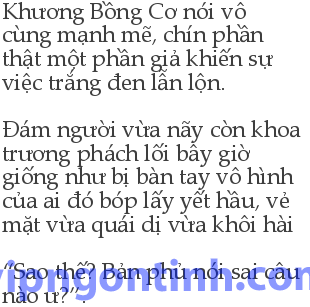 Khương Bồng Cơ nói vô
cùng mạnh mẽ, chín phần
thật một phần giả khiến sự
việc trắng đen lẫn lộn.
Đám người vừa nãy còn khoa
trương phách lối bây giờ
giống như bị bàn tay vô hình
của ai đó bóp lấy yết hầu, vẻ
mặt vừa quái dị vừa khôi hài
“Sao thế? Bản phủ nói sai câu
nào ư?”.
vipngontinh.com